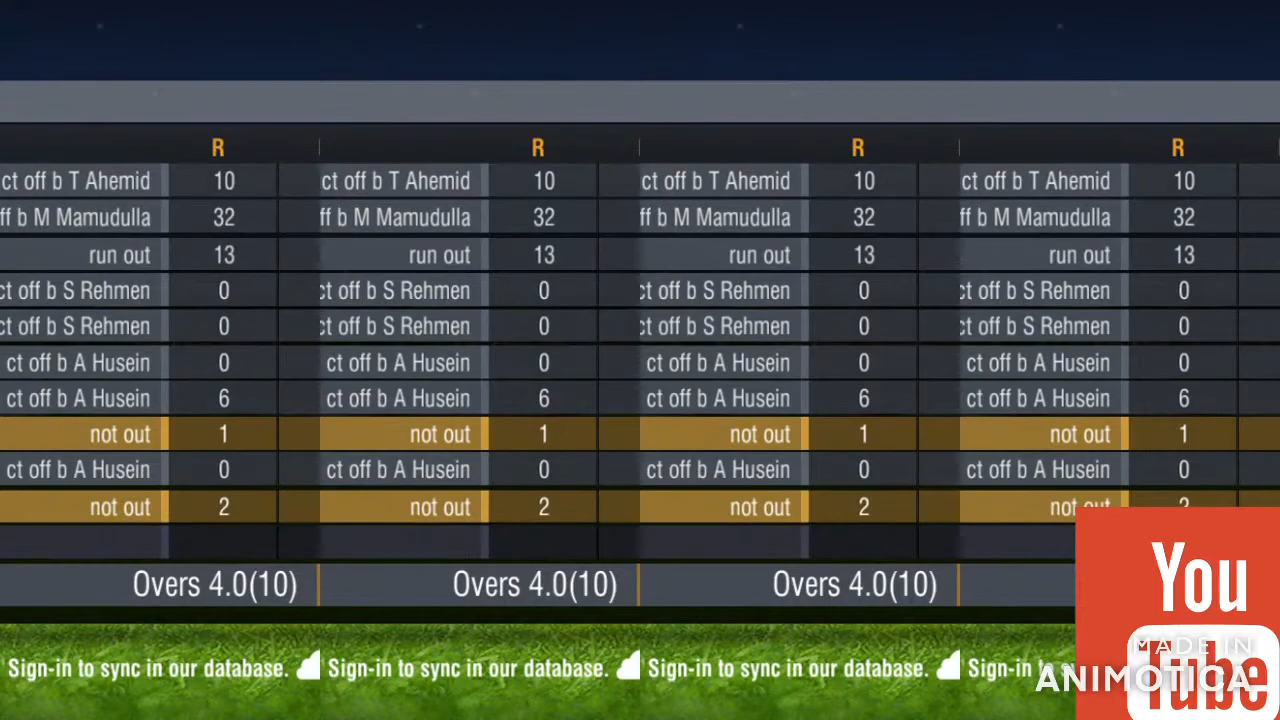 R R R R
ct off b T Ahemid 10 ct off b T Ahemid 10 ct off b T Ahemid 10 ct off b T Ahemid 10
ff b M Mamudulla 32 ff b M Mamudulla 32 ff b M Mamudulla 32 ff b M Mamudulla 32
run out 13 run out 13 run out 13 run out 13
ct off b S Rehmen 0 ct off b S Rehmen 0 ct off b S Rehmen 0 ct off b S Rehmen 0
ct off b S Rehmen 0 ct off b S Rehmen 0 ct off b S Rehmen 0 ct off b S Rehmen 0
ct off b A Husein 0 ct off b A Husein 0 ct off b A Husein 0 ct off b A Husein 0
ct off b A Husein 6 ct off b A Husein 6 ct off b A Husein 6 ct off b A Husein 6
not out 1 not out 1 not out 1 not out 1
ct off b A Husein 0 ct off b A Husein 0 ct off b A Husein 0 ct off b A Husein 0
not out 2 not out 2 not out 2 not out 2
Overs 4.0(10) Overs 4.0(10) Overs 4.0(10)
Sign-in to sync in our database. Sign-in to sync in our database. Sign-in to sync in our database. Sign-in to
You
Tube
MADE IN
ANIMOTICA